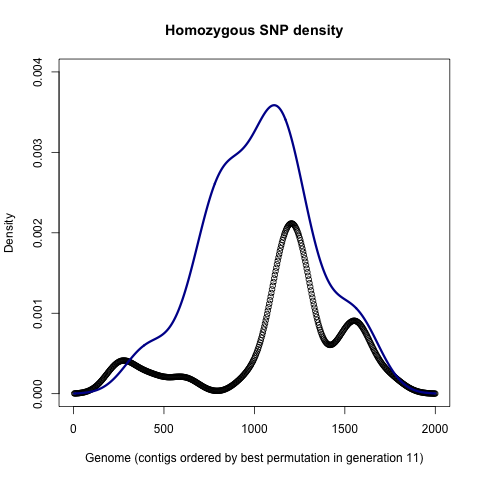 Homozygous SNP density
0.004
0.003
0.002
0.001
0.000
Density
0 500 1000 1500 2000
Genome (contigs ordered by best permutation in generation 11)